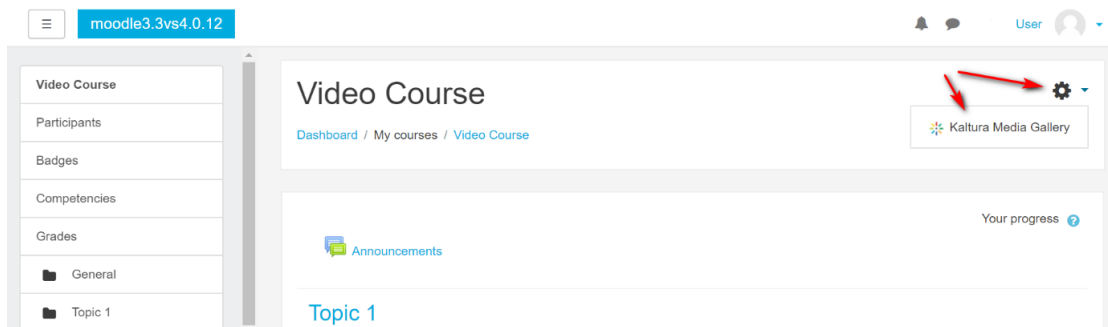 moodle3.3vs4.0.12
User
Video Course
Participants
Badges
Competencies
Grades
General
Topic 1
Video Course
Dashboard / My courses / Video Course
Kaltura Media Gallery
Your progress ?
Announcements
Topic 1